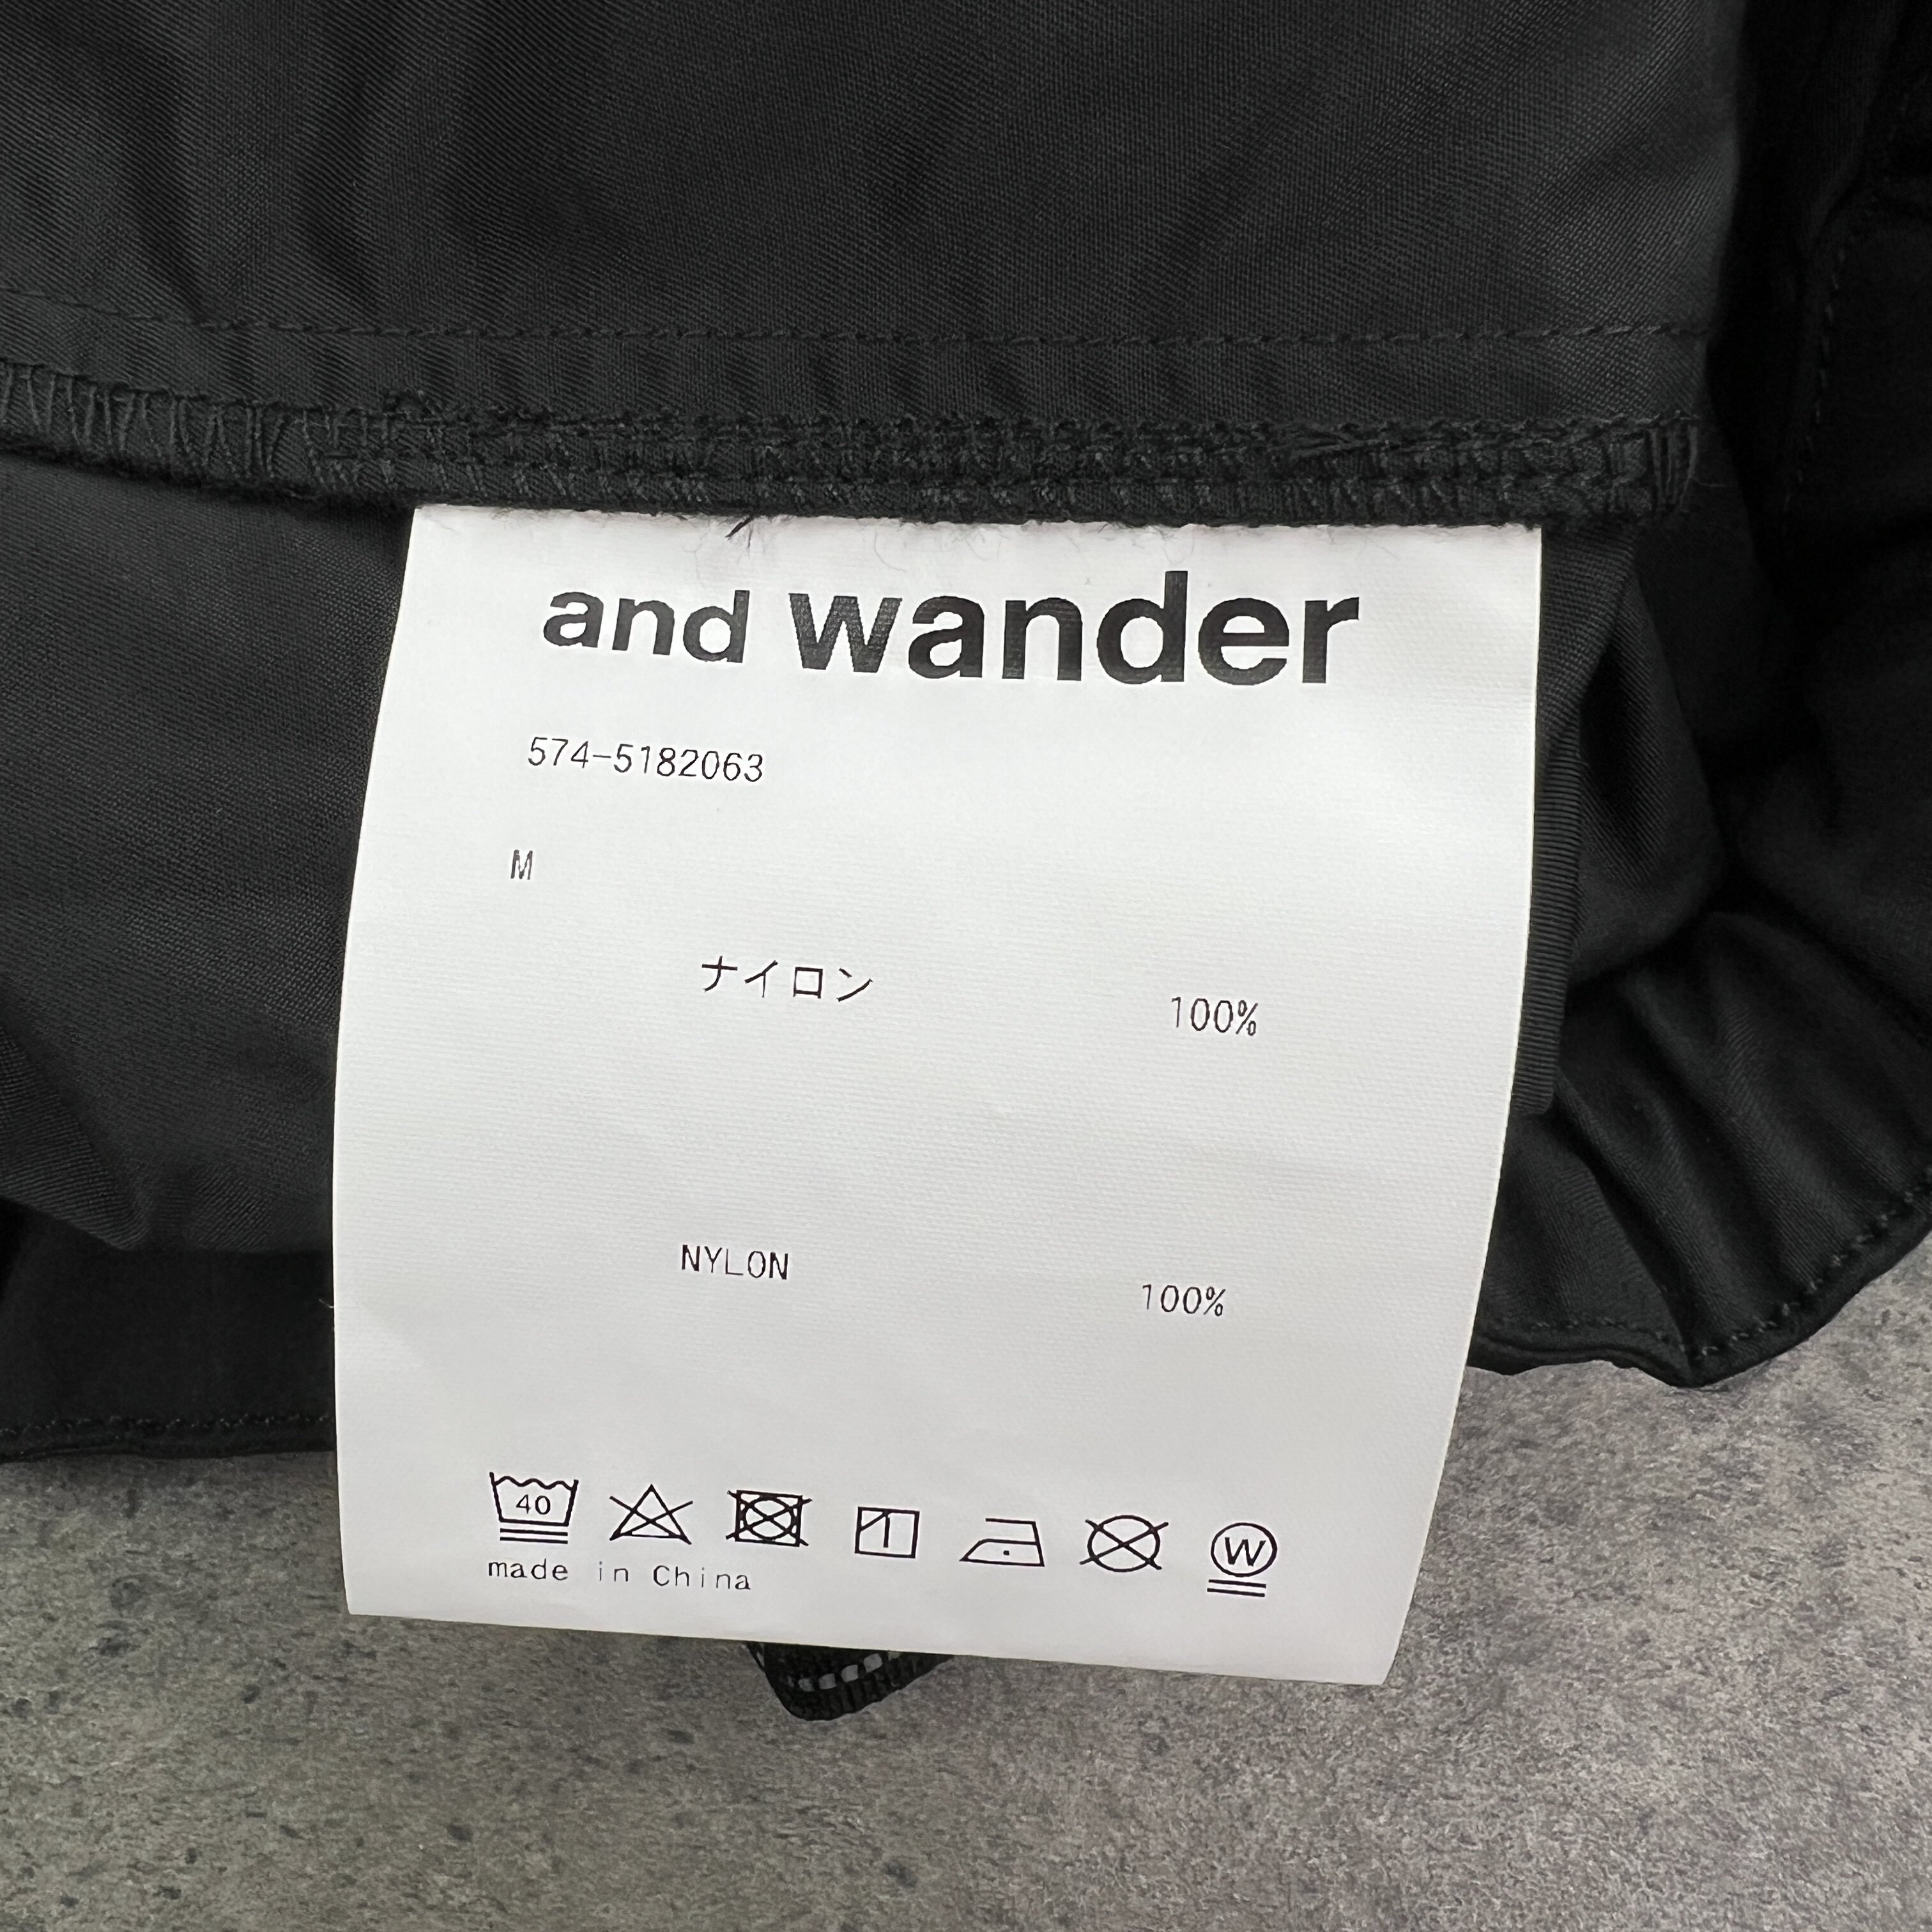 and wander
574-5182063
M
ナイロン 100%
NYLON 100%
40 W
made in China